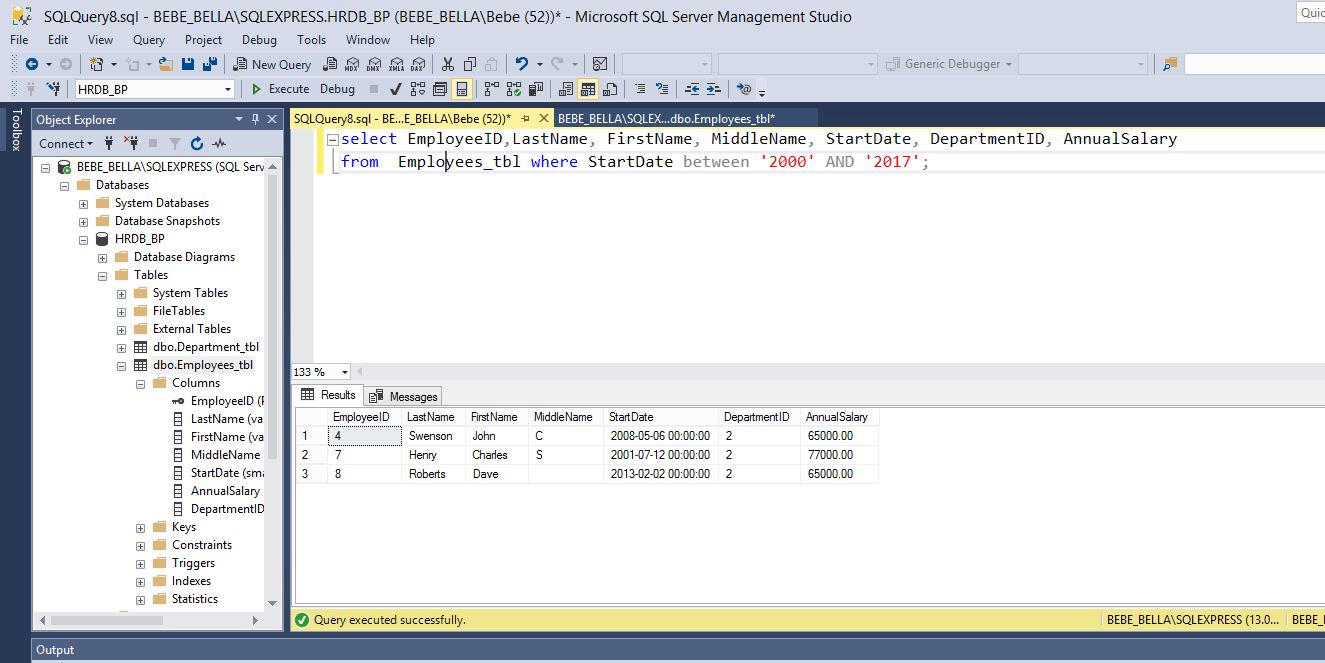 SQLQuery8.sql - BEBE_BELLA\SQLEXPRESS.HRDB_BP (BEBE_BELLA\Bebe (52))* - Microsoft SQL Server Management Studio
Quic
File Edit View Query Project Debug Tools Window Help
New Query MDX DMX XMLA DAX Generic Debugger
HRDB_BP Execute Debug
Toolbox
Object Explorer
SQLQuery8.sql - BE...E_BELLA\Bebe (52))* BEBE_BELLA\SQLEX...dbo.Employees_tbl*
Connect
select EmployeeID,LastName, FirstName, MiddleName, StartDate, DepartmentID, AnnualSalary
from Employees_tbl where StartDate between '2000' AND '2017';
BEBE_BELLA\SQLEXPRESS (SQL Serv
Databases
System Databases
Database Snapshots
HRDB_BP
Database Diagrams
Tables
System Tables
FileTables
External Tables
dbo.Department_tbl
dbo.Employees_tbl
Columns
EmployeeID (
LastName (va
FirstName (va
MiddleName
StartDate (sma
AnnualSalary
DepartmentID
Keys
Constraints
Triggers
Indexes
Statistics
133 %
Results Messages
EmployeeID LastName FirstName MiddleName StartDate DepartmentID AnnualSalary
1 4 Swenson John C 2008-05-06 00:00:00 2 65000.00
2 7 Henry Charles S 2001-07-12 00:00:00 2 77000.00
3 8 Roberts Dave 2013-02-02 00:00:00 2 65000.00
Query executed successfully.
BEBE_BELLA\SQLEXPRESS (13.0... BEBE_
Output